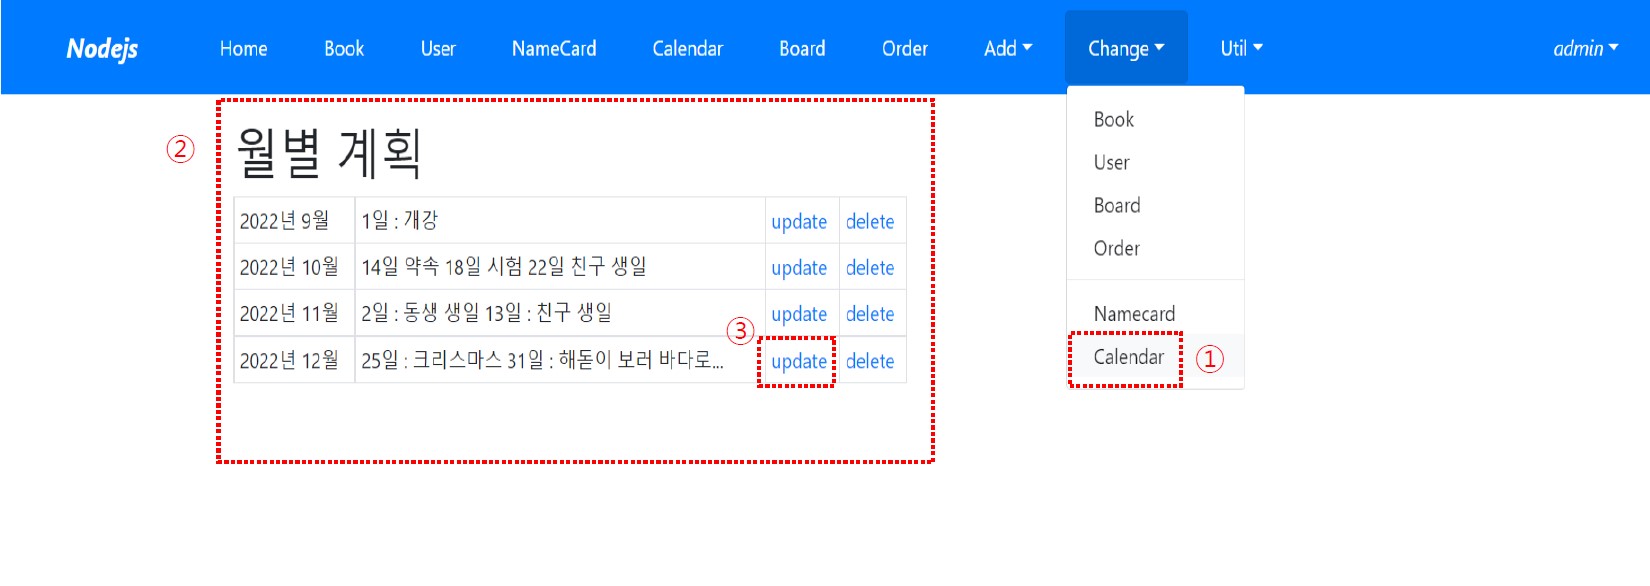 Nodejs Home Book User NameCard Calendar Board Order Add Change Util admin
② 월별 계획
2022년 9월 1일 : 개강 update delete
2022년 10월 14일 약속 18일 시험 22일 친구 생일 update delete
2022년 11월 2일 : 동생 생일 13일 : 친구 생일 update delete
③
2022년 12월 25일 : 크리스마스 31일 : 해돋이 보러 바다로... update delete
Book
User
Board
Order
Namecard
Calendar ①